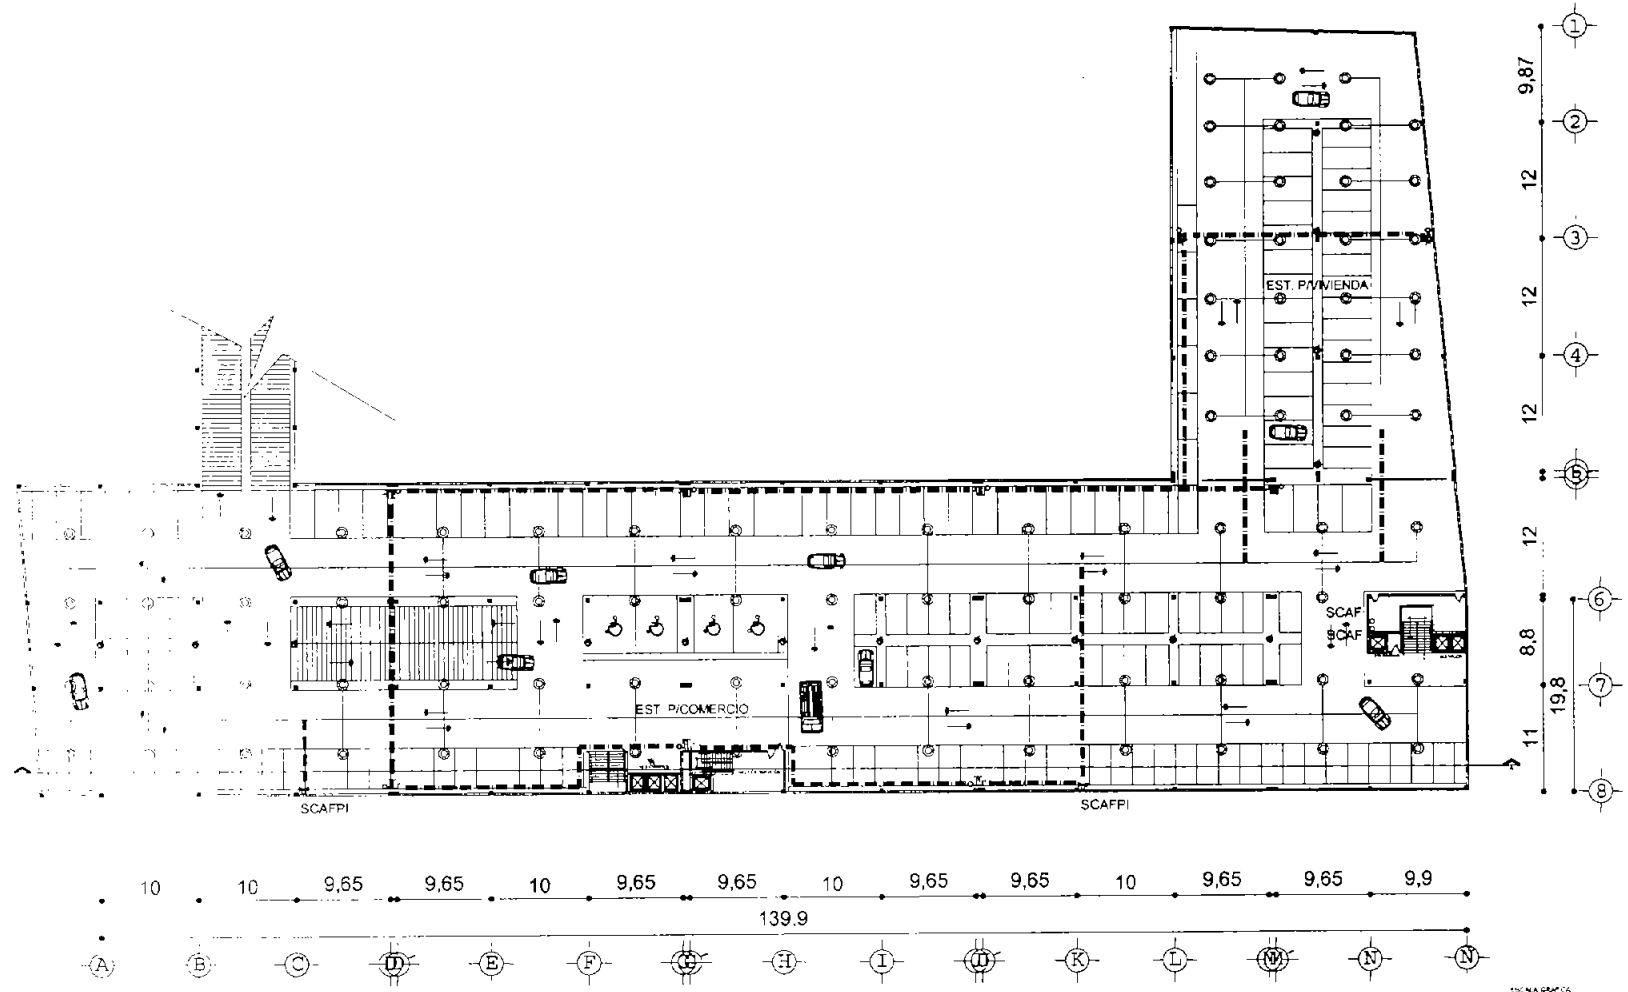 1
9,87
2
12
3
EST. P/VIVIENDA
12
4
12
5
12
6
SCAF
SCAF
8,8
7
19,8
EST P/COMERCIO
11
8
SCAFPI
SCAFPI
10 10 9,65 9,65 10 9,65 9,65 10 9,65 9,65 10 9,65 9,65 9,9
139.9
A B C D D' E F G G' H I K L M M' N N